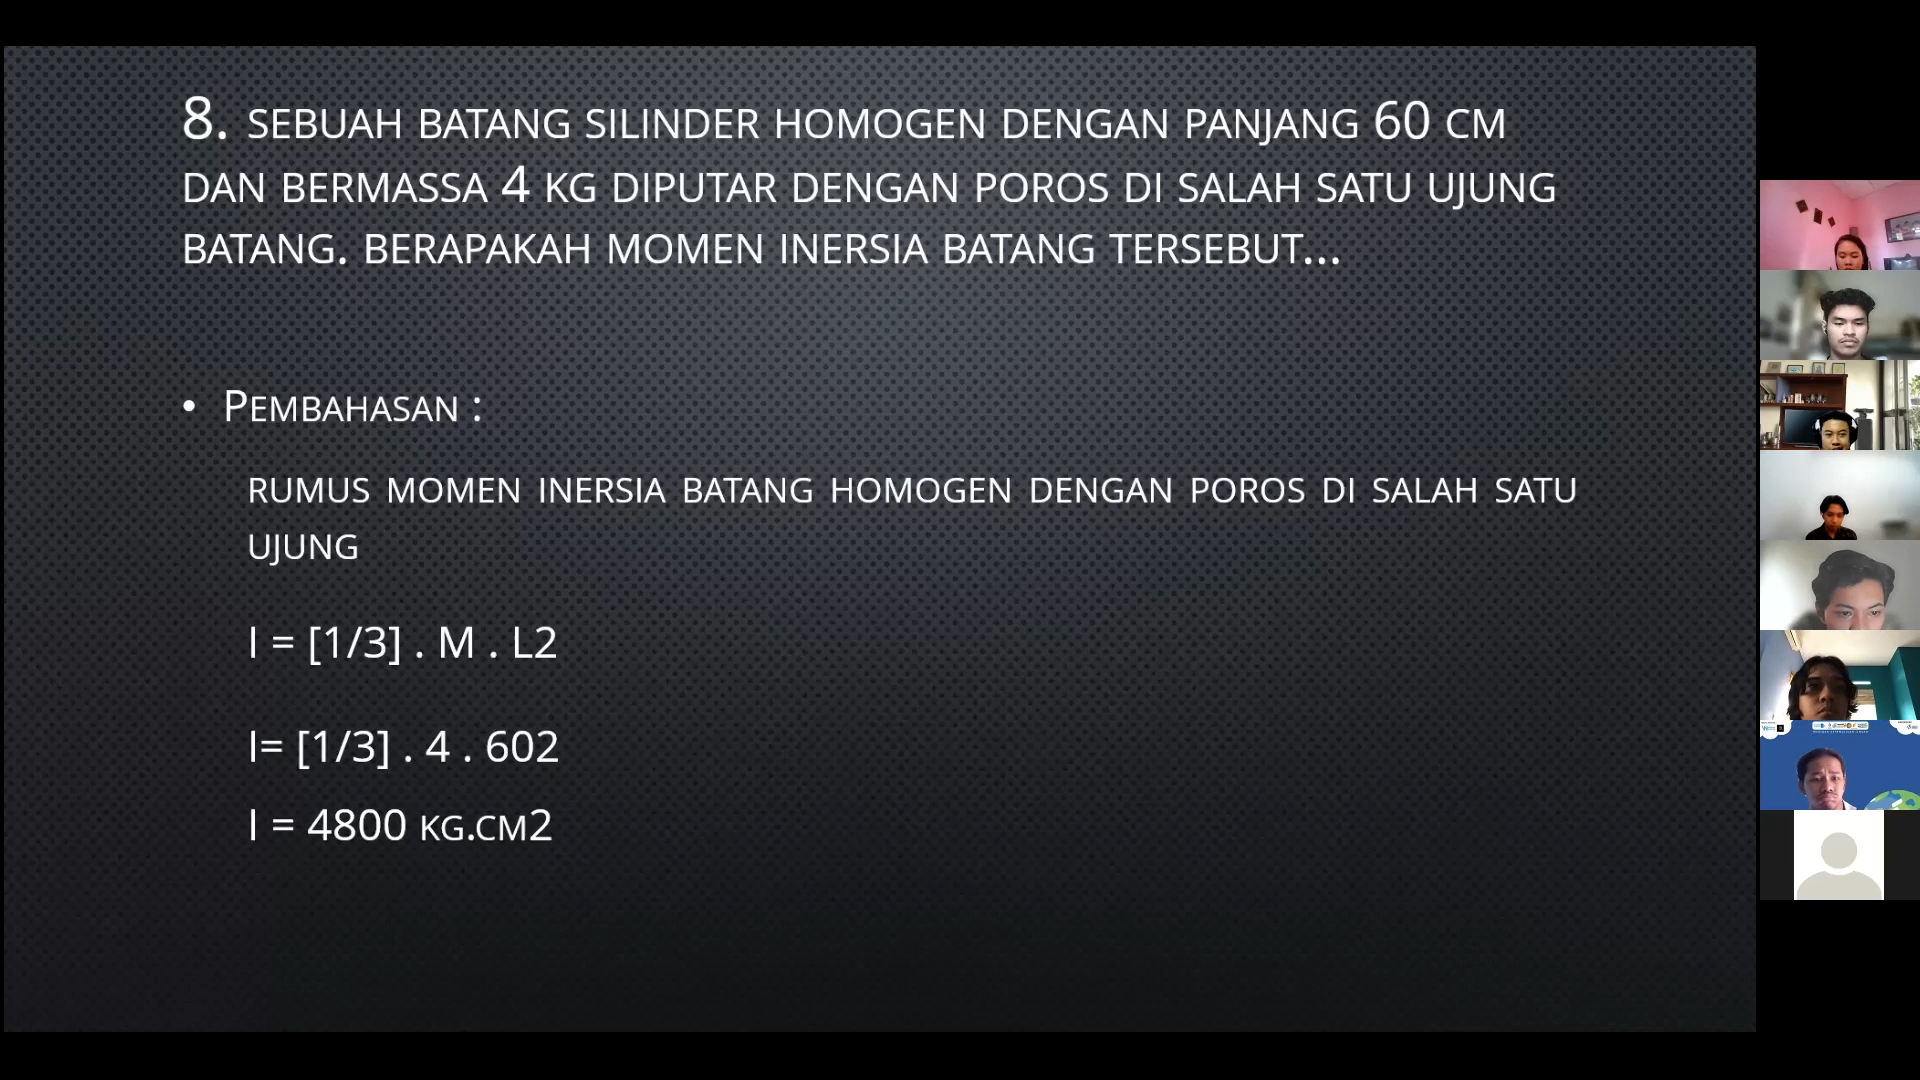 8. SEBUAH BATANG SILINDER HOMOGEN DENGAN PANJANG 60 CM
DAN BERMASSA 4 KG DIPUTAR DENGAN POROS DI SALAH SATU UJUNG
BATANG. BERAPAKAH MOMEN INERSIA BATANG TERSEBUT...
• PEMBAHASAN :
RUMUS MOMEN INERSIA BATANG HOMOGEN DENGAN POROS DI SALAH SATU
UJUNG
I = [1/3] . M . L2
I= [1/3] . 4 . 602
I = 4800 KG.CM2